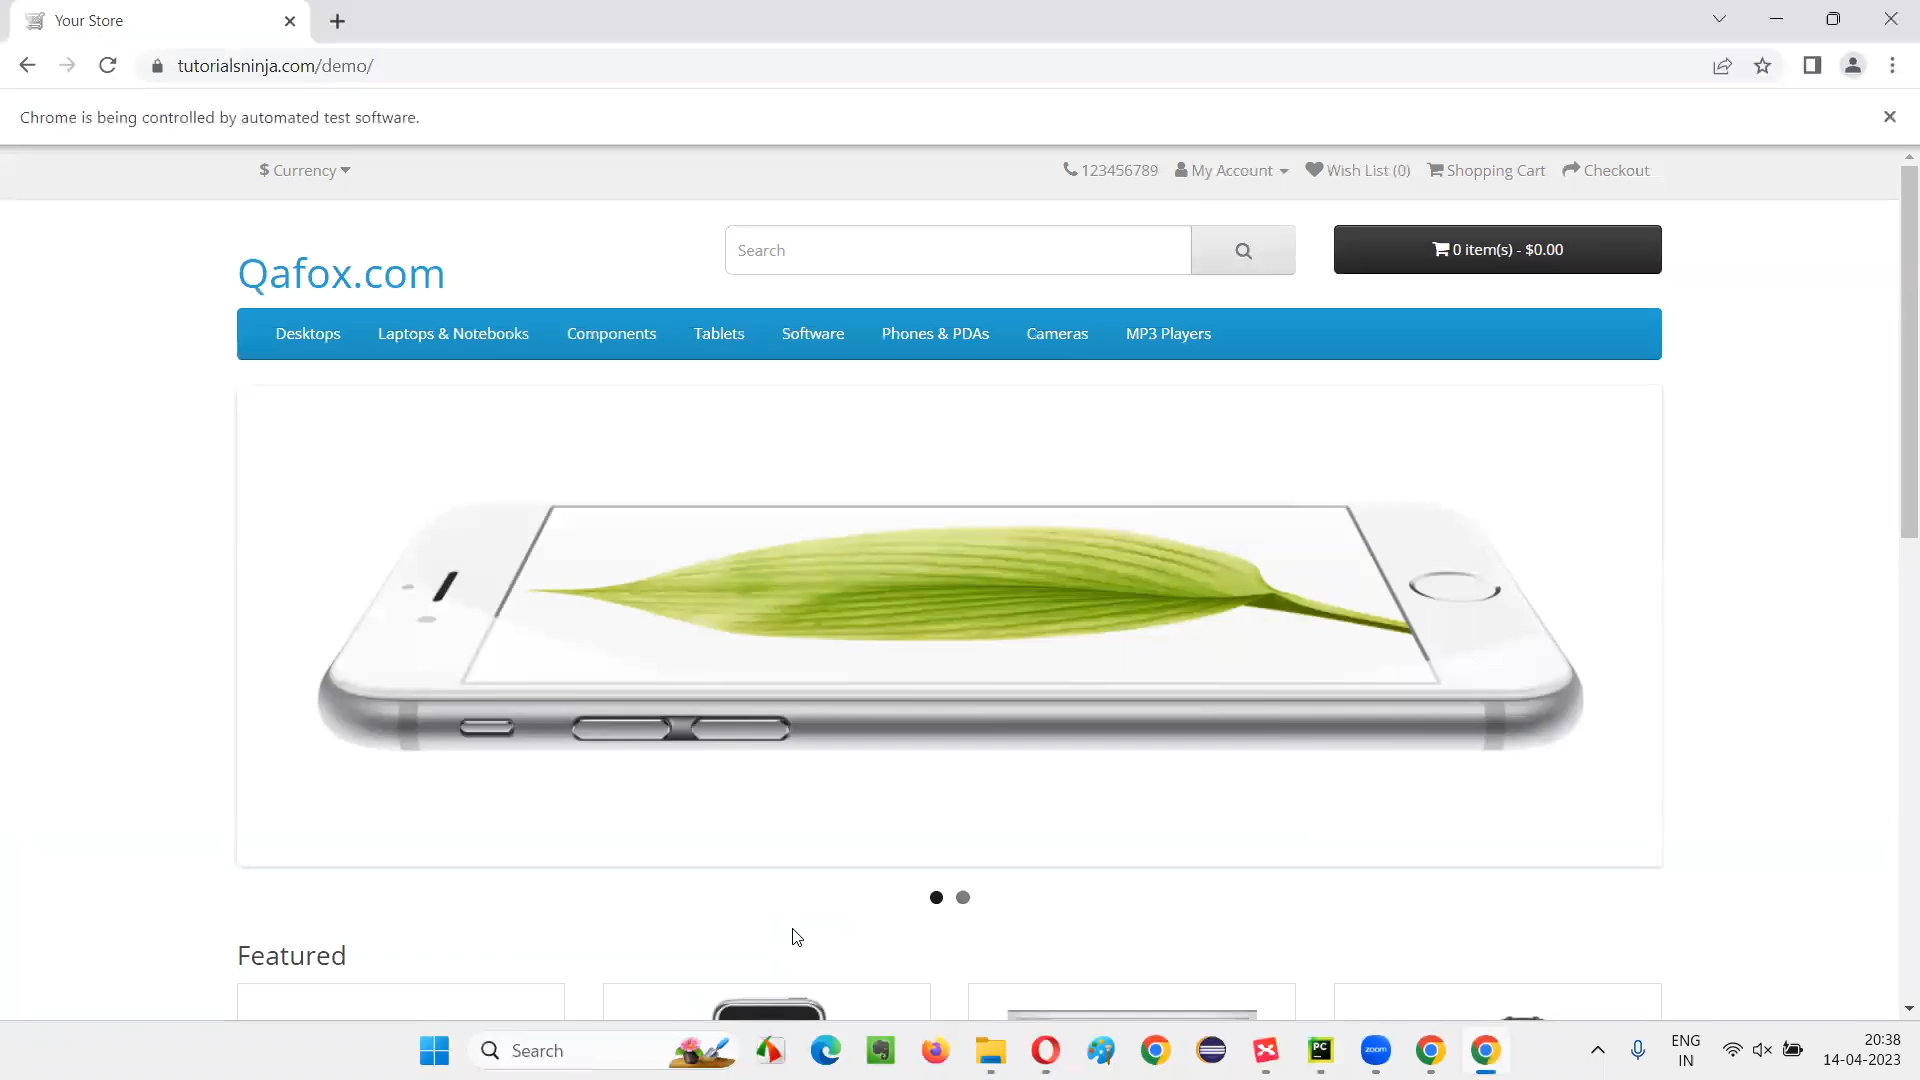 Your Store
tutorialsninja.com/demo/
Chrome is being controlled by automated test software.
$ Currency
123456789 My Account Wish List (0) Shopping Cart Checkout
Qafox.com
Search
0 item(s) - $0.00
Desktops Laptops & Notebooks Components Tablets Software Phones & PDAs Cameras MP3 Players
Featured
Search
PC
zoom
ENG
IN
20:38
14-04-2023